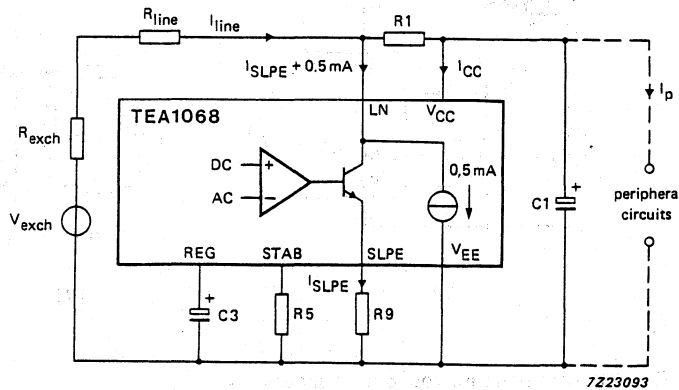 Rline
Iline
R1
ISLPE + 0.5 mA
ICC
Ip
TEA1068
LN
VCC
Rexch
DC
+
AC
−
0,5 mA
C1
+
periphera
circuits
Vexch
REG
STAB
SLPE
VEE
+
C3
R5
ISLPE
R9
7Z23093